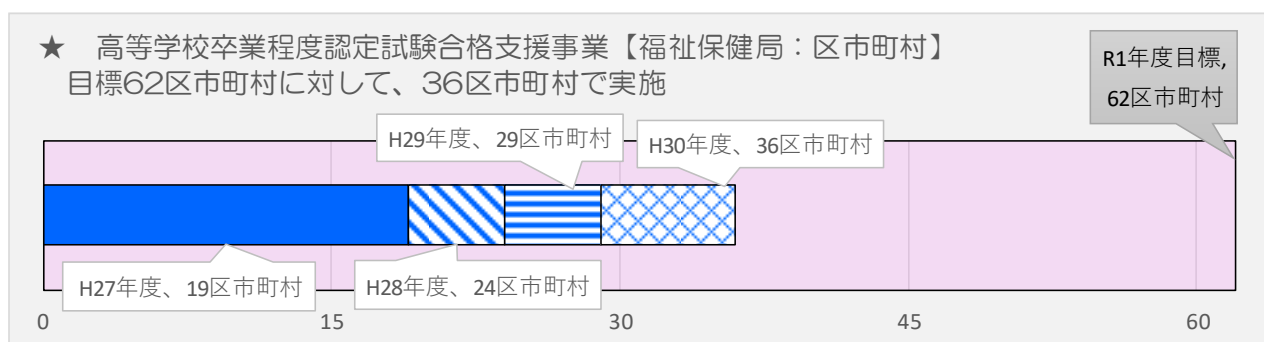 ★　高等学校卒業程度認定試験合格支援事業【福祉保健局：区市町村】
目標62区市町村に対して、36区市町村で実施
R1年度目標,
62区市町村
H29年度、29区市町村
H30年度、36区市町村
H27年度、19区市町村
H28年度、24区市町村
0
15
30
45
60